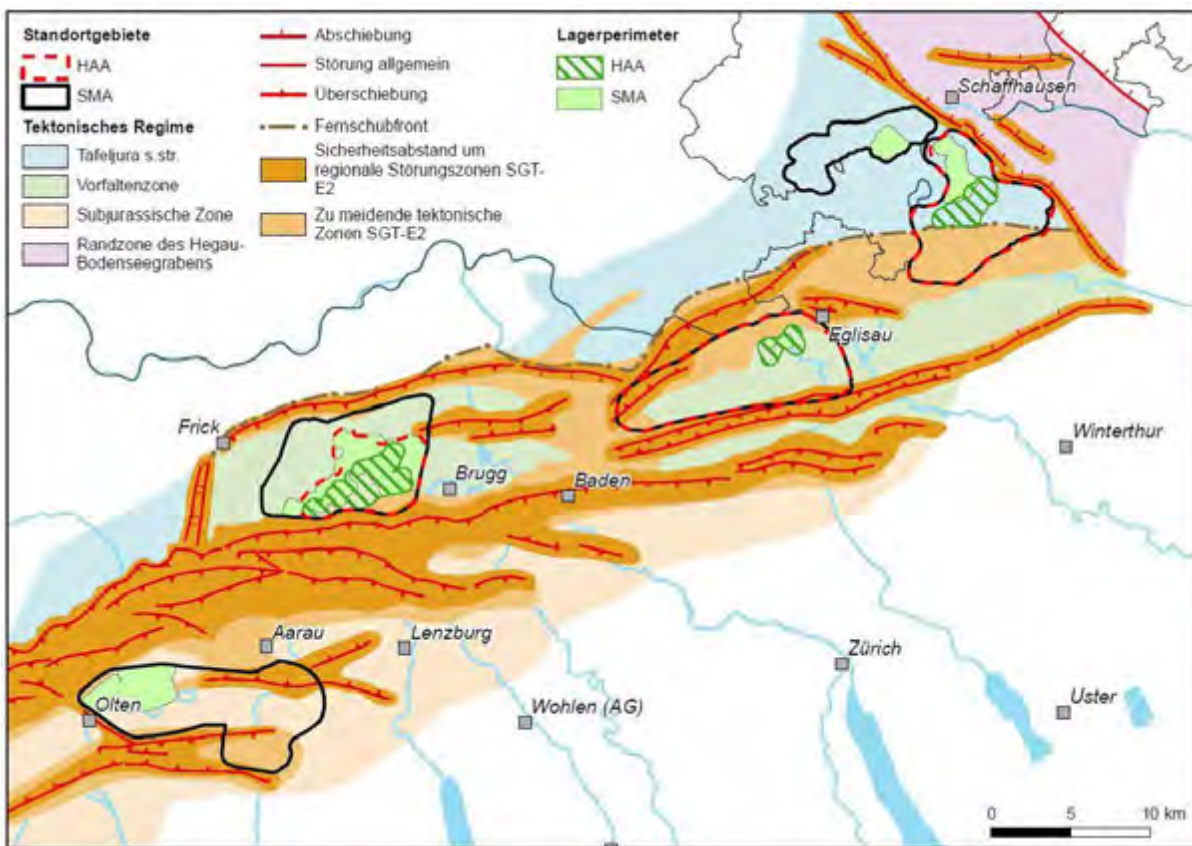 Standortgebiete
HAA
SMA
Tektonisches Regime
Tafeljura s.str.
Vorfaltenzone
Subjurassische Zone
Randzone des Hegau-
Bodenseegrabens
Abschiebung
Störung allgemein
Überschiebung
Fernschubfront
Sicherheitsabstand um
regionale Störungszonen SGT-
E2
Zu meidende tektonische
Zonen SGT-E2
Lagerperimeter
HAA
SMA
Schaffhausen
Eglisau
Frick
Winterthur
Brugg
Baden
Aarau
Lenzburg
Zürich
Olten
Wohlen (AG)
Uster
0 5 10 km